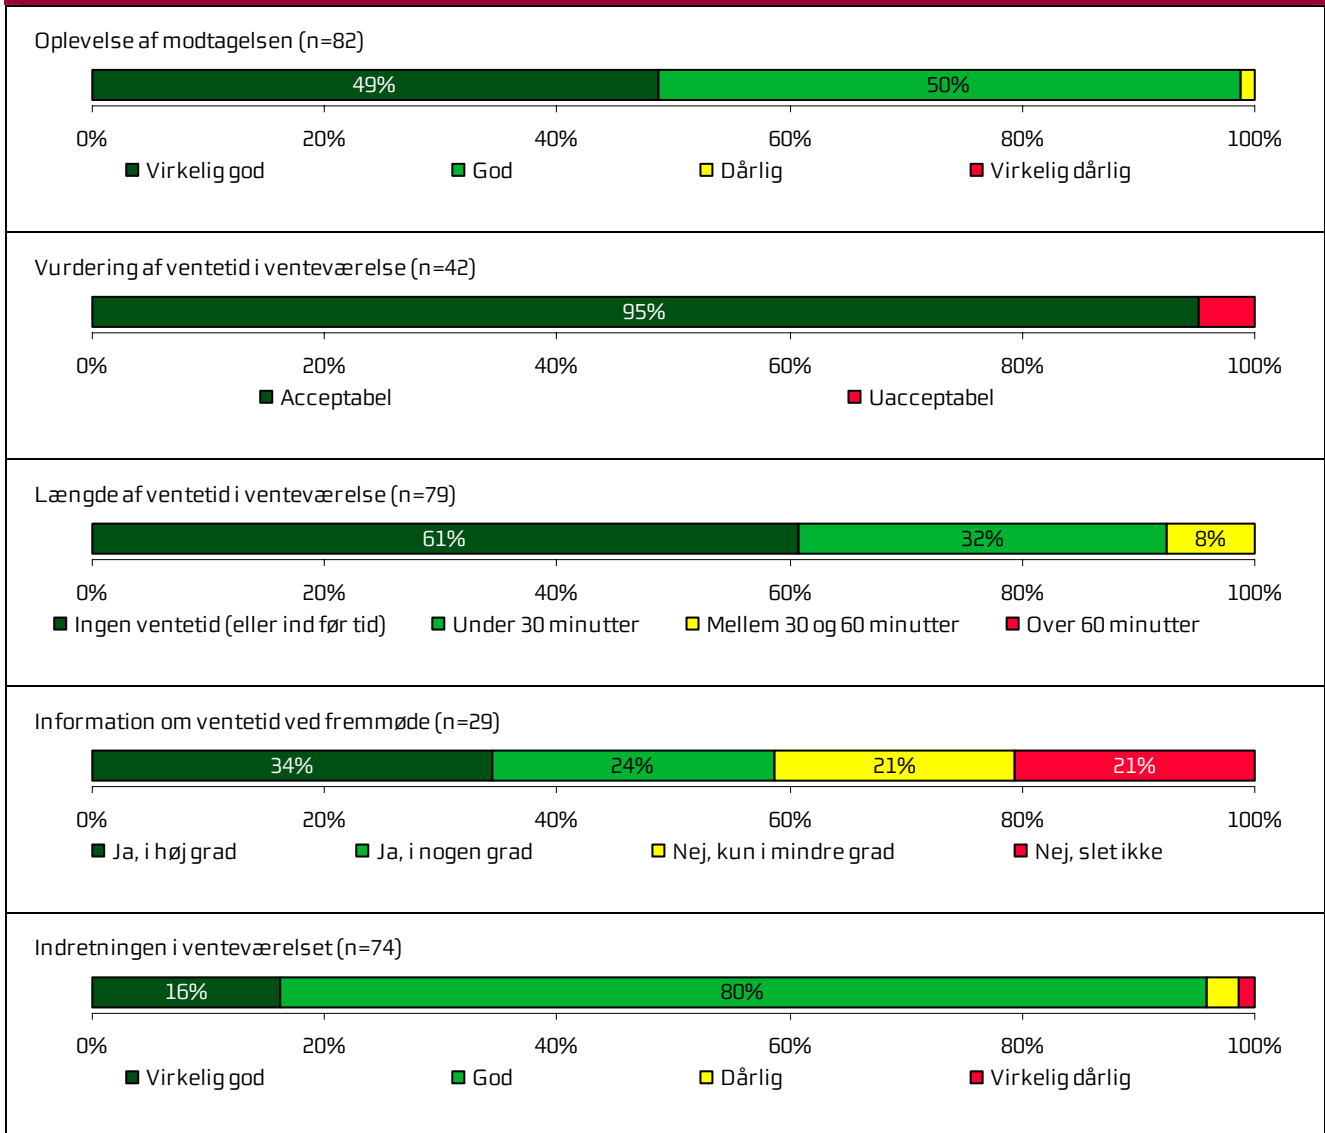 Oplevelse af modtagelsen (n=82)
49% 50%
0% 20% 40% 60% 80% 100%
Virkelig god God Dårlig Virkelig dårlig
Vurdering af ventetid i venteværelse (n=42)
95%
0% 20% 40% 60% 80% 100%
Acceptabel Uacceptabel
Længde af ventetid i venteværelse (n=79)
61% 32% 8%
0% 20% 40% 60% 80% 100%
Ingen ventetid (eller ind før tid) Under 30 minutter Mellem 30 og 60 minutter Over 60 minutter
Information om ventetid ved fremmøde (n=29)
34% 24% 21% 21%
0% 20% 40% 60% 80% 100%
Ja, i høj grad Ja, i nogen grad Nej, kun i mindre grad Nej, slet ikke
Indretningen i venteværelset (n=74)
16% 80%
0% 20% 40% 60% 80% 100%
Virkelig god God Dårlig Virkelig dårlig